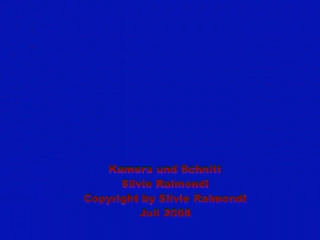 Kamera und Schnitt
Silvio Raimondi
Copyright by Silvio Raimondi
Juli 2008